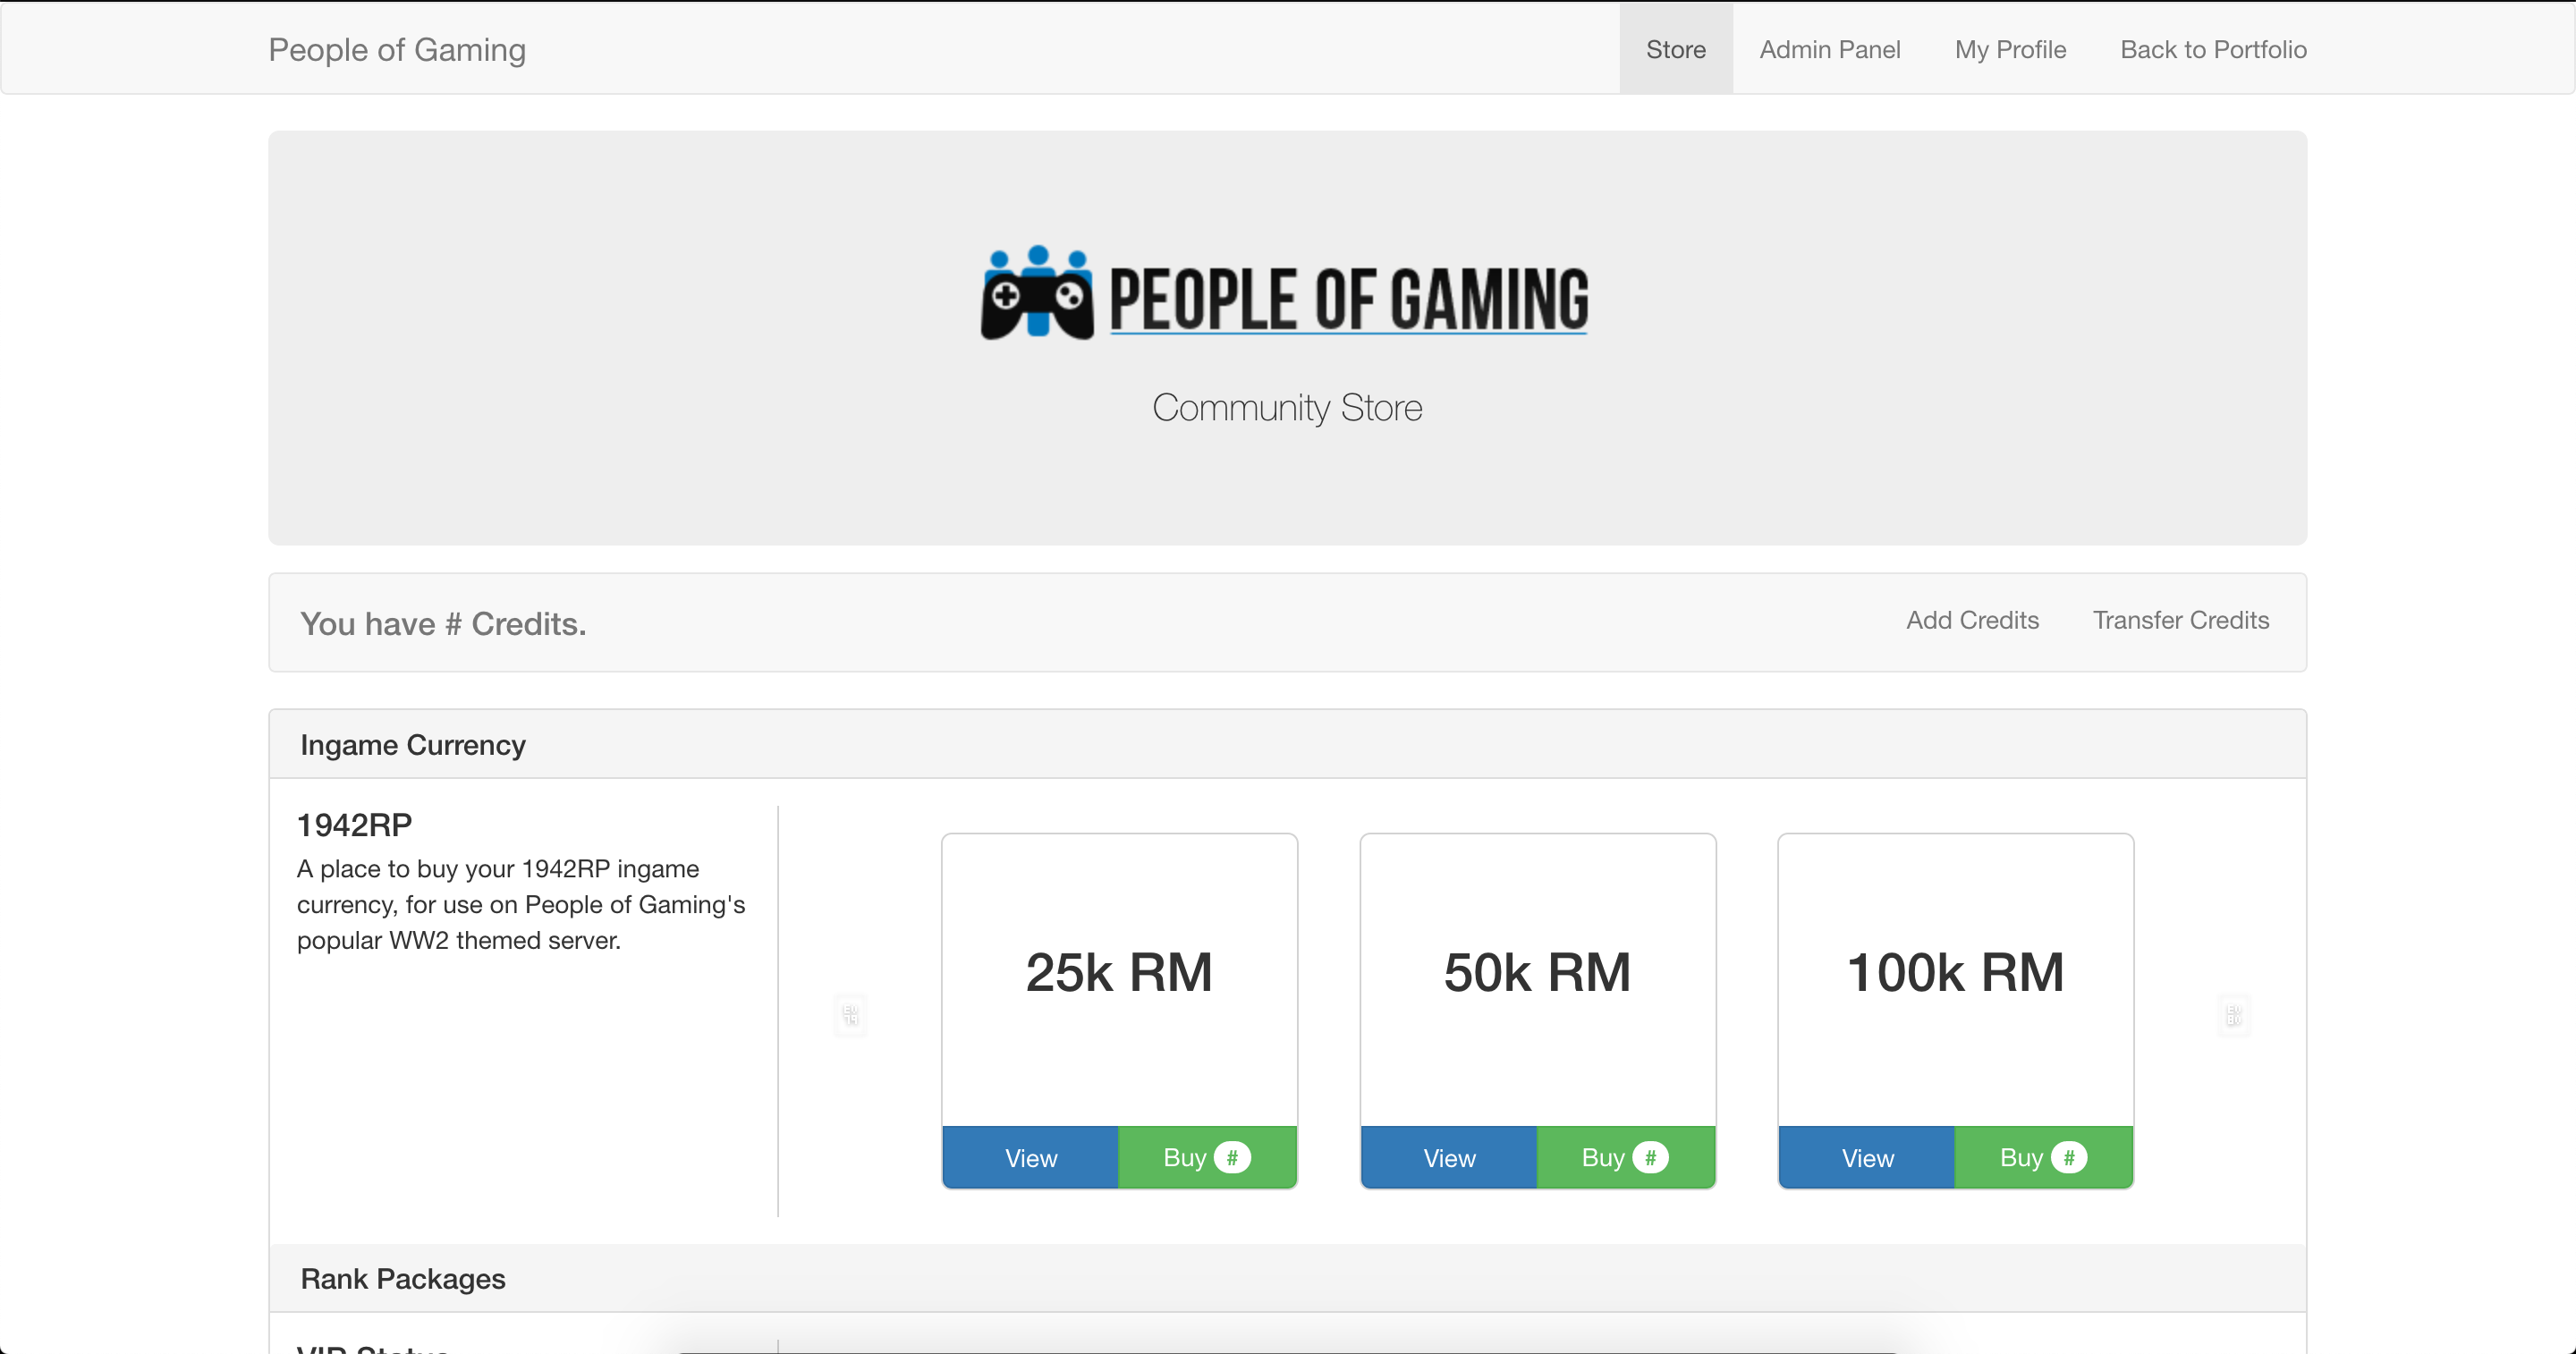 People of Gaming
Store
Admin Panel
My Profile
Back to Portfolio
PEOPLE OF GAMING
Community Store
You have # Credits.
Add Credits
Transfer Credits
Ingame Currency
1942RP
A place to buy your 1942RP ingame
currency, for use on People of Gaming's
popular WW2 themed server.
25k RM
View
Buy #
50k RM
View
Buy #
100k RM
View
Buy #
Rank Packages